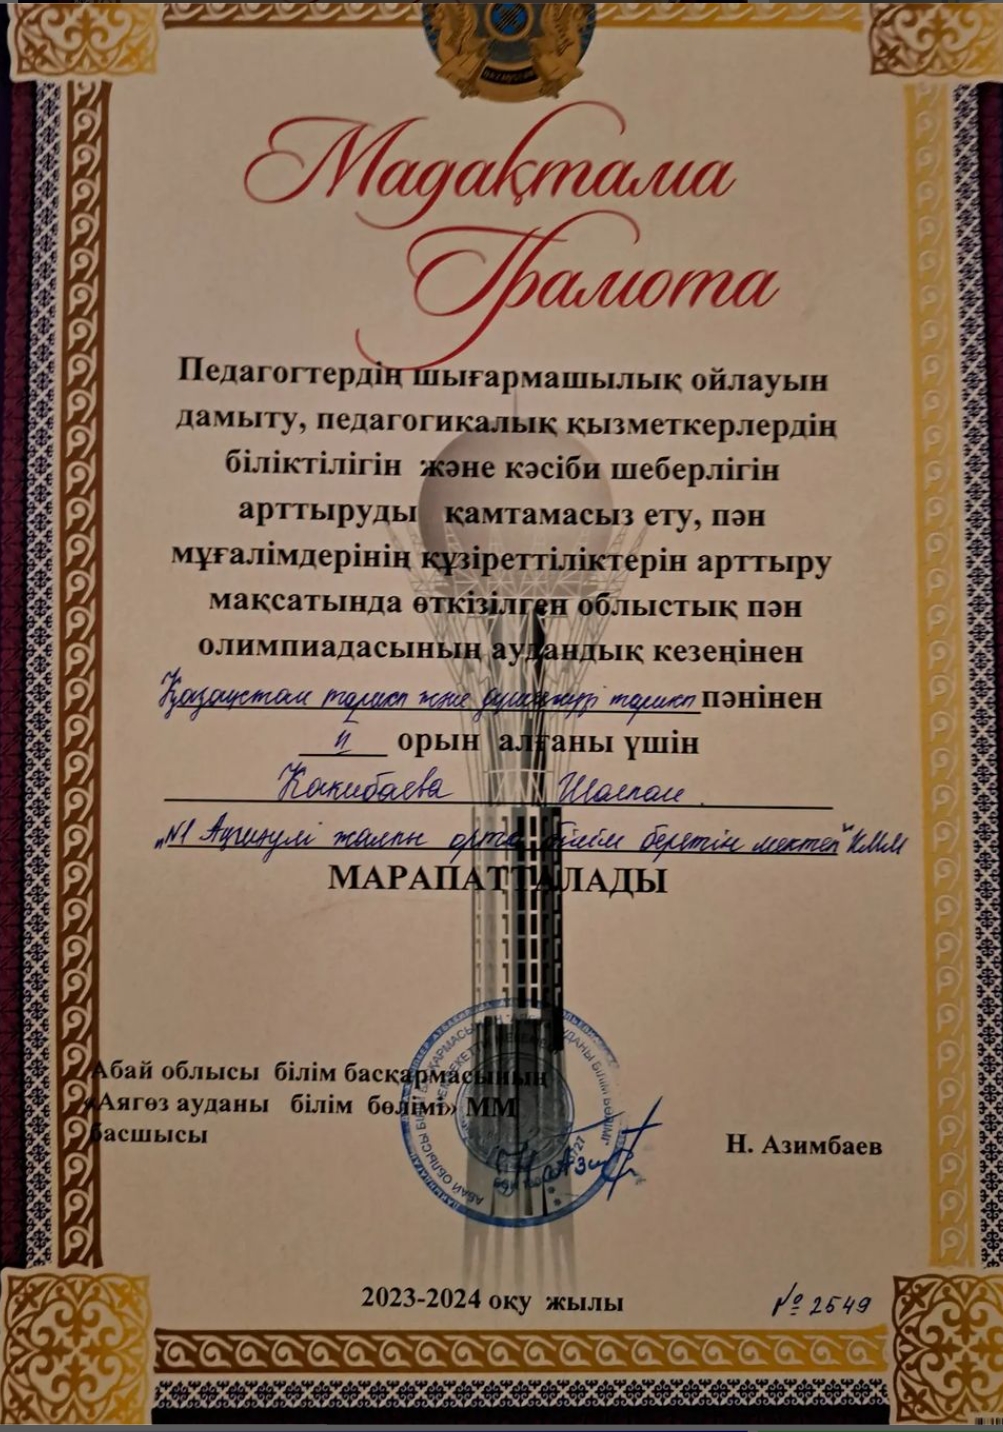 Мадақтама
Грамота
Педагогтердің шығармашылық ойлауын
дамыту, педагогикалық қызметкерлердің
біліктілігін және кәсіби шеберлігін
арттыруды қамтамасыз ету, пән
мұғалімдерінің құзіреттіліктерін арттыру
мақсатында өткізілген облыстық пән
олимпиадасының аудандық кезеңінен
Қазақстан тарихы және дүниежүзі тарихы пәнінен
II орын алғаны үшін
Какибаева Шолпан
"№1 жалпы орта білім беретін мектеп" КММ
МАРАПАТТАЛАДЫ
Абай облысы білім басқармасының
«Аягөз ауданы білім бөлімі» ММ
басшысы
Н. Азимбаев
2023-2024 оқу жылы
№ 2549